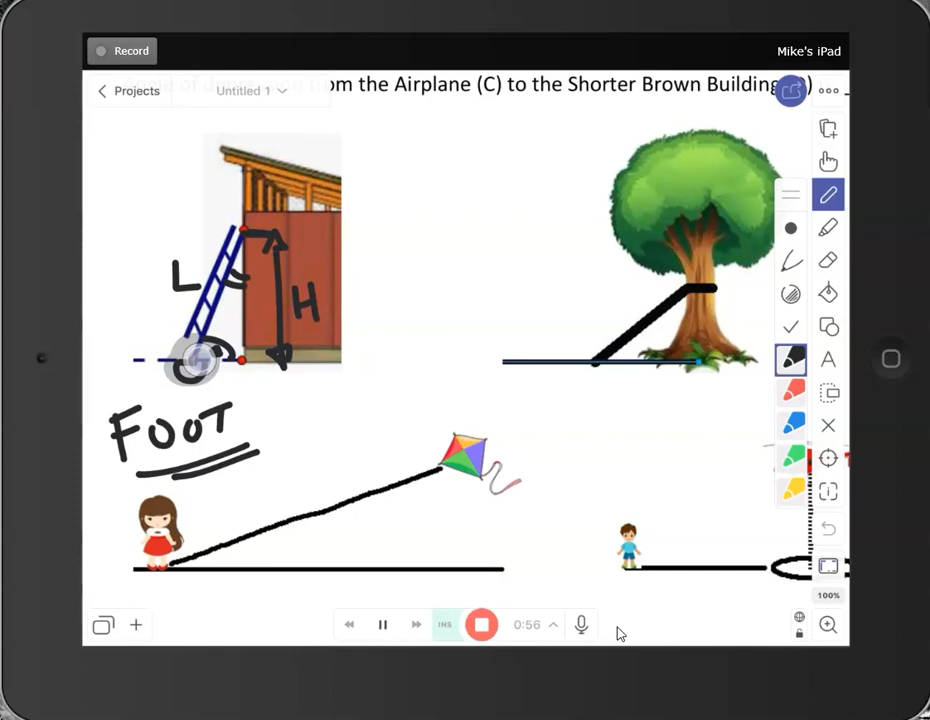 Record
Mike's iPad
om the Airplane (C) to the Shorter Brown Building
Projects
Untitled 1
L
H
FOOT
A
INS
0:56
100%